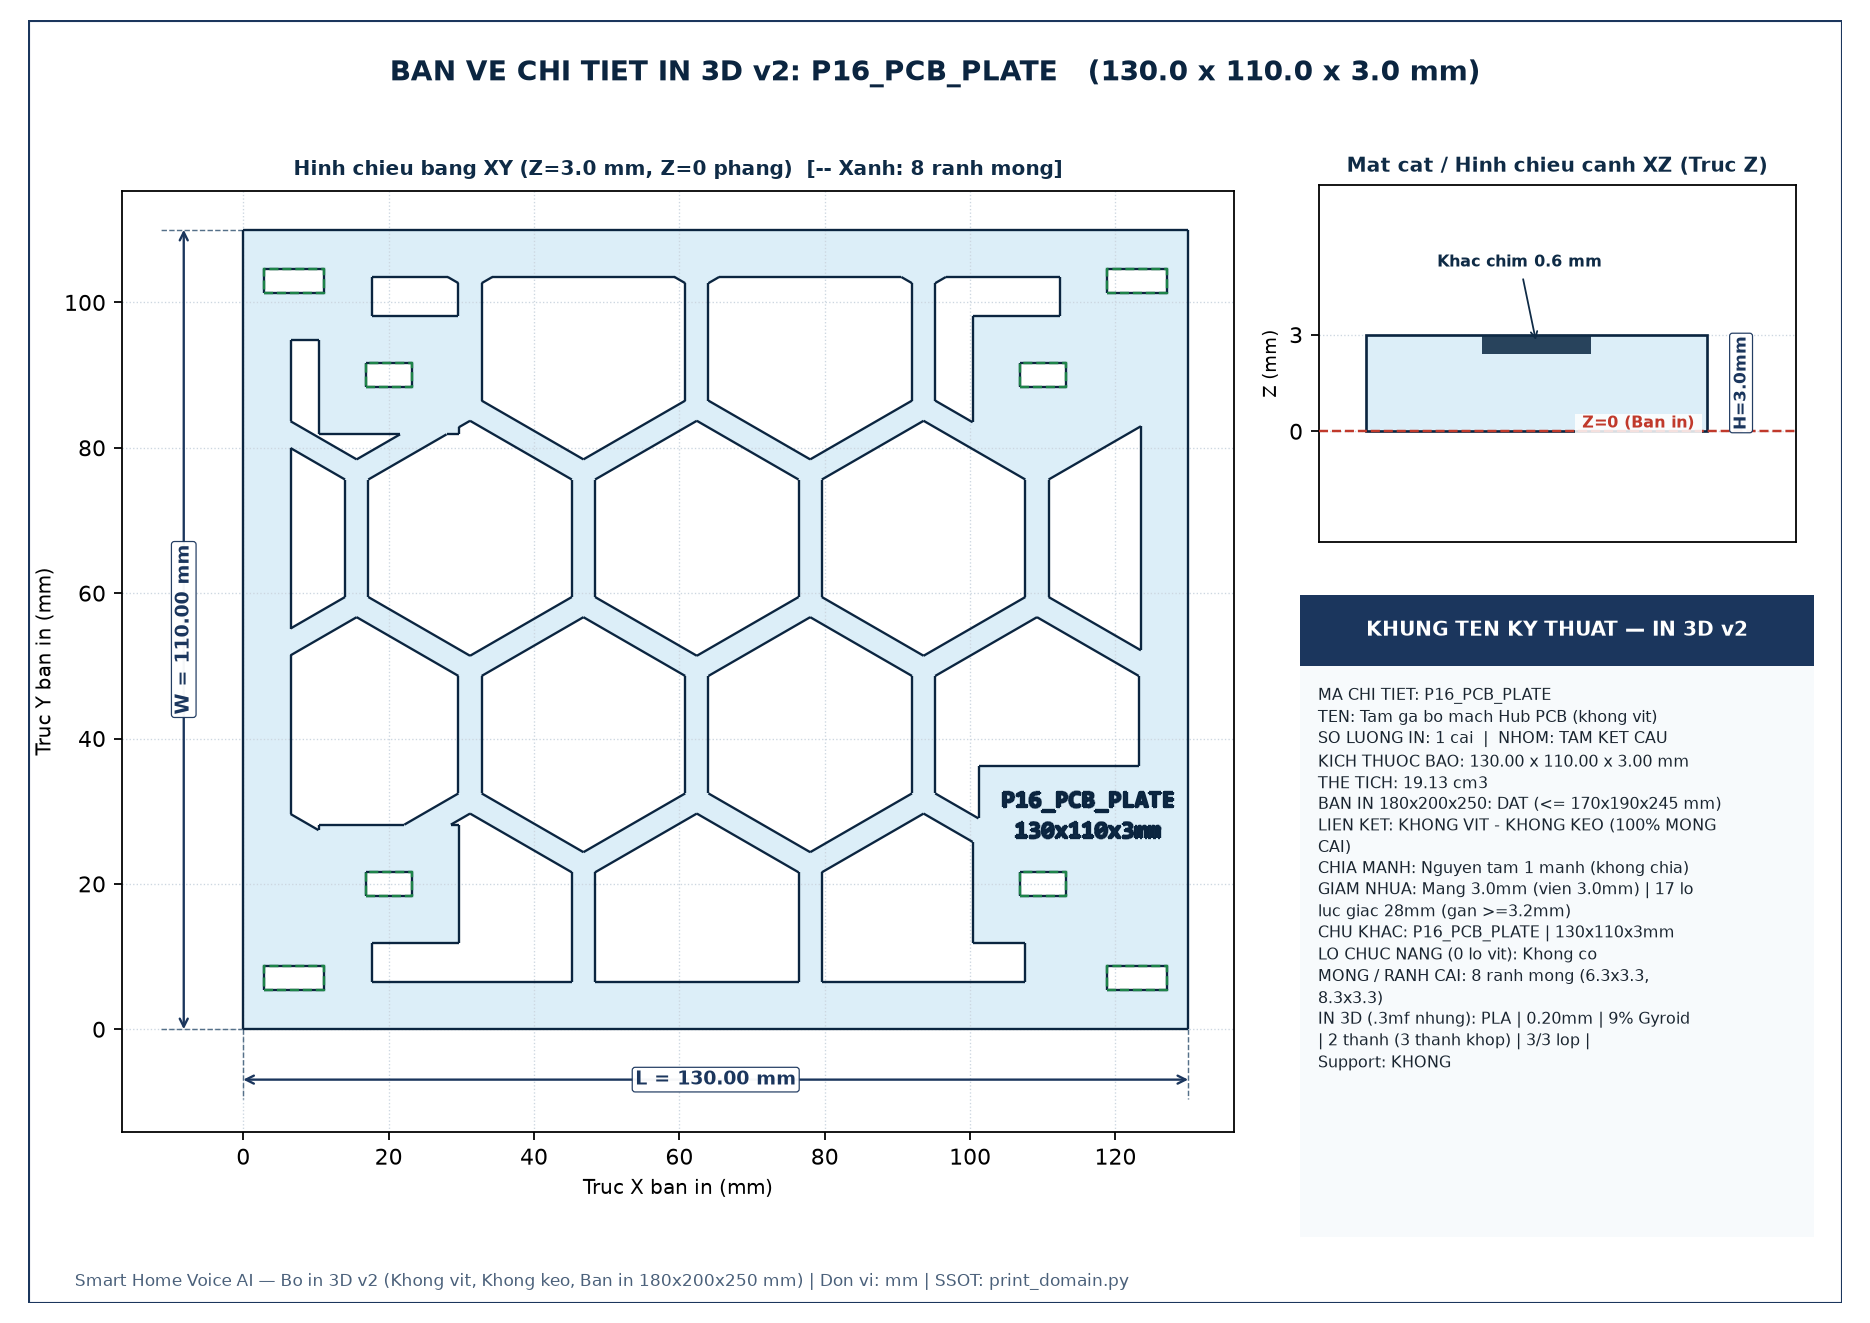 BAN VE CHI TIET IN 3D v2: P16_PCB_PLATE (130.0 x 110.0 x 3.0 mm)
Hinh chieu bang XY (Z=3.0 mm, Z=0 phang) [-- Xanh: 8 ranh mong]
100
80
60
40
20
0
Truc Y ban in (mm)
W = 110.00 mm
P16_PCB_PLATE
130x110x3mm
L = 130.00 mm
0 20 40 60 80 100 120
Truc X ban in (mm)
Mat cat / Hinh chieu canh XZ (Truc Z)
Khac chim 0.6 mm
Z (mm)
3
0
Z=0 (Ban in)
H=3.0mm
KHUNG TEN KY THUAT — IN 3D v2
MA CHI TIET: P16_PCB_PLATE
TEN: Tam ga bo mach Hub PCB (khong vit)
SO LUONG IN: 1 cai | NHOM: TAM KET CAU
KICH THUOC BAO: 130.00 x 110.00 x 3.00 mm
THE TICH: 19.13 cm3
BAN IN 180x200x250: DAT (<= 170x190x245 mm)
LIEN KET: KHONG VIT - KHONG KEO (100% MONG
CAI)
CHIA MANH: Nguyen tam 1 manh (khong chia)
GIAM NHUA: Mang 3.0mm (vien 3.0mm) | 17 lo
luc giac 28mm (gan >=3.2mm)
CHU KHAC: P16_PCB_PLATE | 130x110x3mm
LO CHUC NANG (0 lo vit): Khong co
MONG / RANH CAI: 8 ranh mong (6.3x3.3,
8.3x3.3)
IN 3D (.3mf nhung): PLA | 0.20mm | 9% Gyroid
| 2 thanh (3 thanh khop) | 3/3 lop |
Support: KHONG
Smart Home Voice AI — Bo in 3D v2 (Khong vit, Khong keo, Ban in 180x200x250 mm) | Don vi: mm | SSOT: print_domain.py